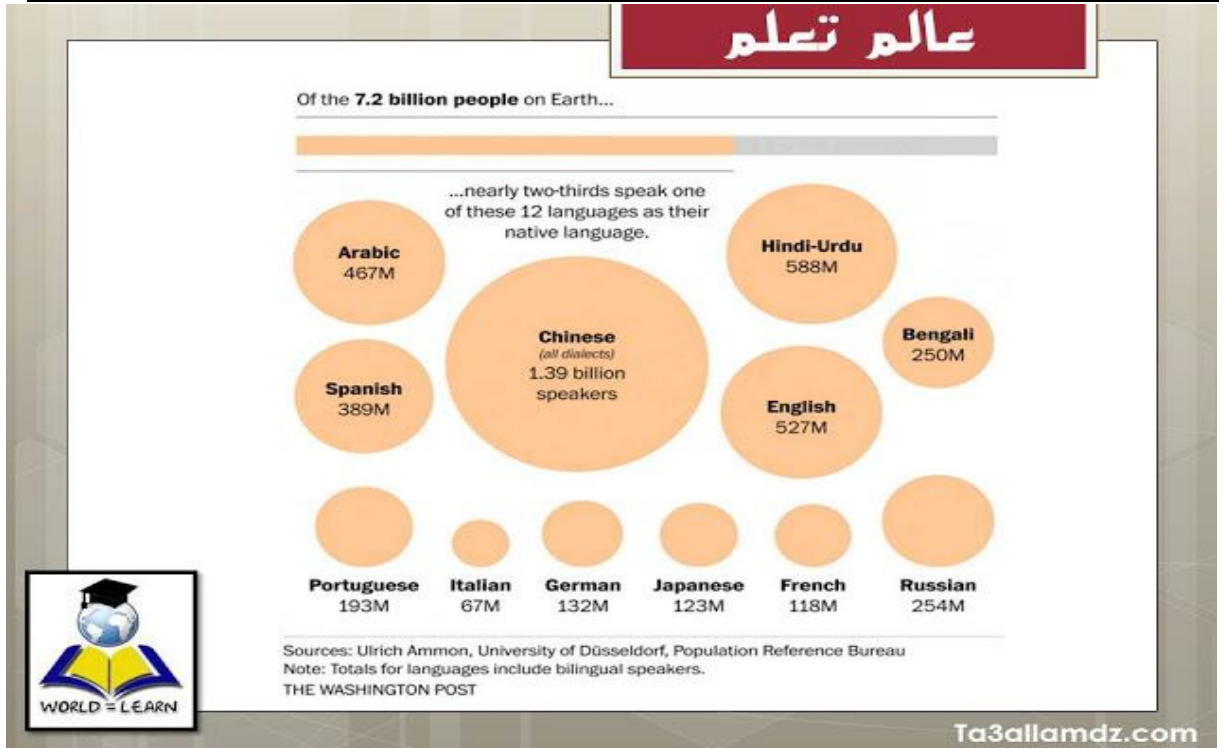 عالم تعلم
Of the 7.2 billion people on Earth...
...nearly two-thirds speak one
of these 12 languages as their
native language.
Arabic
467M
Hindi-Urdu
588M
Chinese
(all dialects)
1.39 billion
speakers
Bengali
250M
Spanish
389M
English
527M
Portuguese
193M
Italian
67M
German
132M
Japanese
123M
French
118M
Russian
254M
Sources: Ulrich Ammon, University of Düsseldorf, Population Reference Bureau
Note: Totals for languages include bilingual speakers.
THE WASHINGTON POST
WORLD = LEARN
Ta3allamdz.com